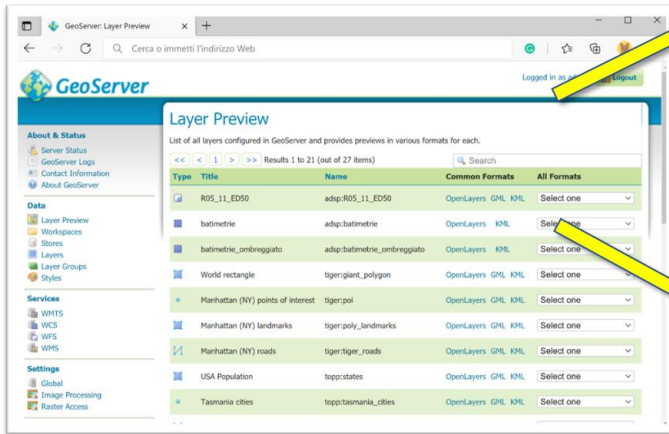 GeoServer: Layer Preview
Cerca o immetti l'indirizzo Web
GeoServer
Logged in as
Logout
About & Status
Server Status
GeoServer Logs
Contact Information
About GeoServer
Data
Layer Preview
Workspaces
Stores
Layers
Layer Groups
Styles
Services
WMTS
WCS
WFS
WMS
Settings
Global
Image Processing
Raster Access
Layer Preview
List of all layers configured in GeoServer and provides previews in various formats for each.
<< < 1 > >> Results 1 to 21 (out of 27 items) Search
Type Title Name Common Formats All Formats
R05_11_ED50 adsp:R05_11_ED50 OpenLayers GML KML Select one
batimetrie adsp:batimetrie OpenLayers KML Select one
batimetrie_ombreggiato adsp:batimetrie_ombreggiato OpenLayers KML Select one
World rectangle tiger:giant_polygon OpenLayers GML KML Select one
Manhattan (NY) points of interest tiger:poi OpenLayers GML KML Select one
Manhattan (NY) landmarks tiger:poly_landmarks OpenLayers GML KML Select one
Manhattan (NY) roads tiger:tiger_roads OpenLayers GML KML Select one
USA Population topp:states OpenLayers GML KML Select one
Tasmania cities topp:tasmania_cities OpenLayers GML KML Select one